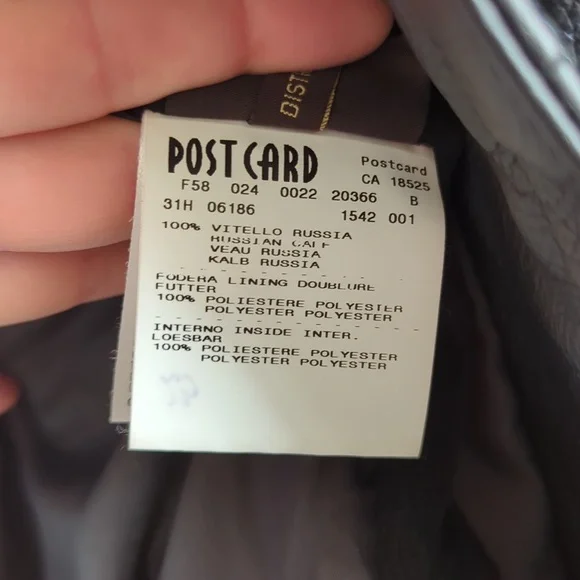 DIST
POSTCARD
Postcard
CA 18525
F58 024 0022 20366 B
31H 06186 1542 001
100% VITELLO RUSSIA
RUSSIAN CALF
VEAU RUSSIA
KALB RUSSIA
FODERA LINING DOUBLURE
FUTTER
100% POLIESTERE POLYESTER
POLYESTER POLYESTER
INTERNO INSIDE INTER.
LOESBAR
100% POLIESTERE POLYESTER
POLYESTER POLYESTER